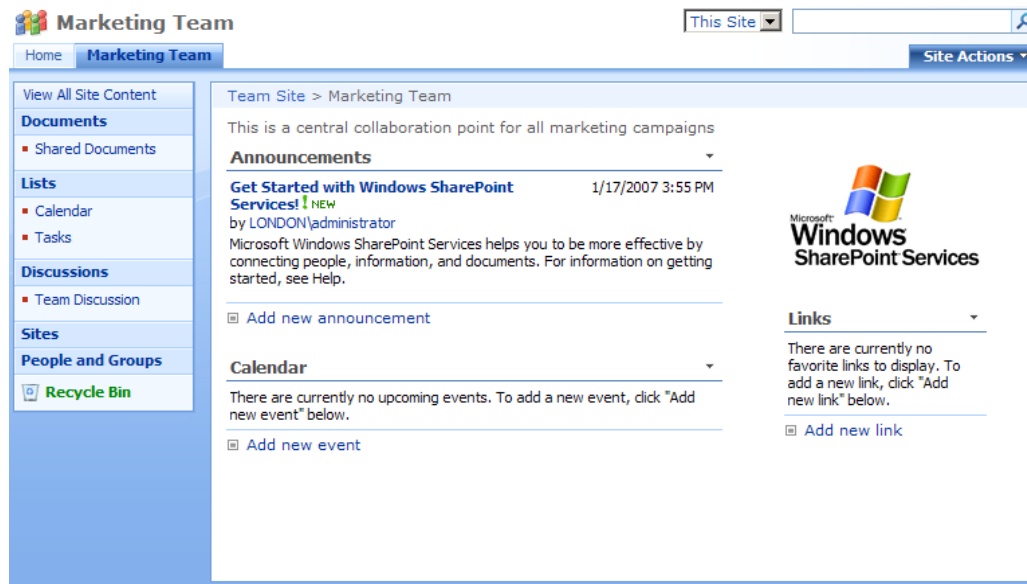 Marketing Team
This Site
Home
Marketing Team
Site Actions
View All Site Content
Documents
Shared Documents
Lists
Calendar
Tasks
Discussions
Team Discussion
Sites
People and Groups
Recycle Bin
Team Site > Marketing Team
This is a central collaboration point for all marketing campaigns
Announcements
Get Started with Windows SharePoint 1/17/2007 3:55 PM
Services! ! NEW
by LONDON\administrator
Microsoft Windows SharePoint Services helps you to be more effective by
connecting people, information, and documents. For information on getting
started, see Help.
Add new announcement
Calendar
There are currently no upcoming events. To add a new event, click "Add
new event" below.
Add new event
Microsoft
Windows
SharePoint Services
Links
There are currently no
favorite links to display. To
add a new link, click "Add
new link" below.
Add new link